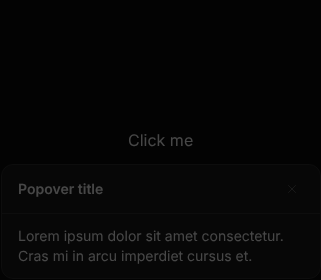 Click me
Popover title
Lorem ipsum dolor sit amet consectetur.
Cras mi in arcu imperdiet cursus et.